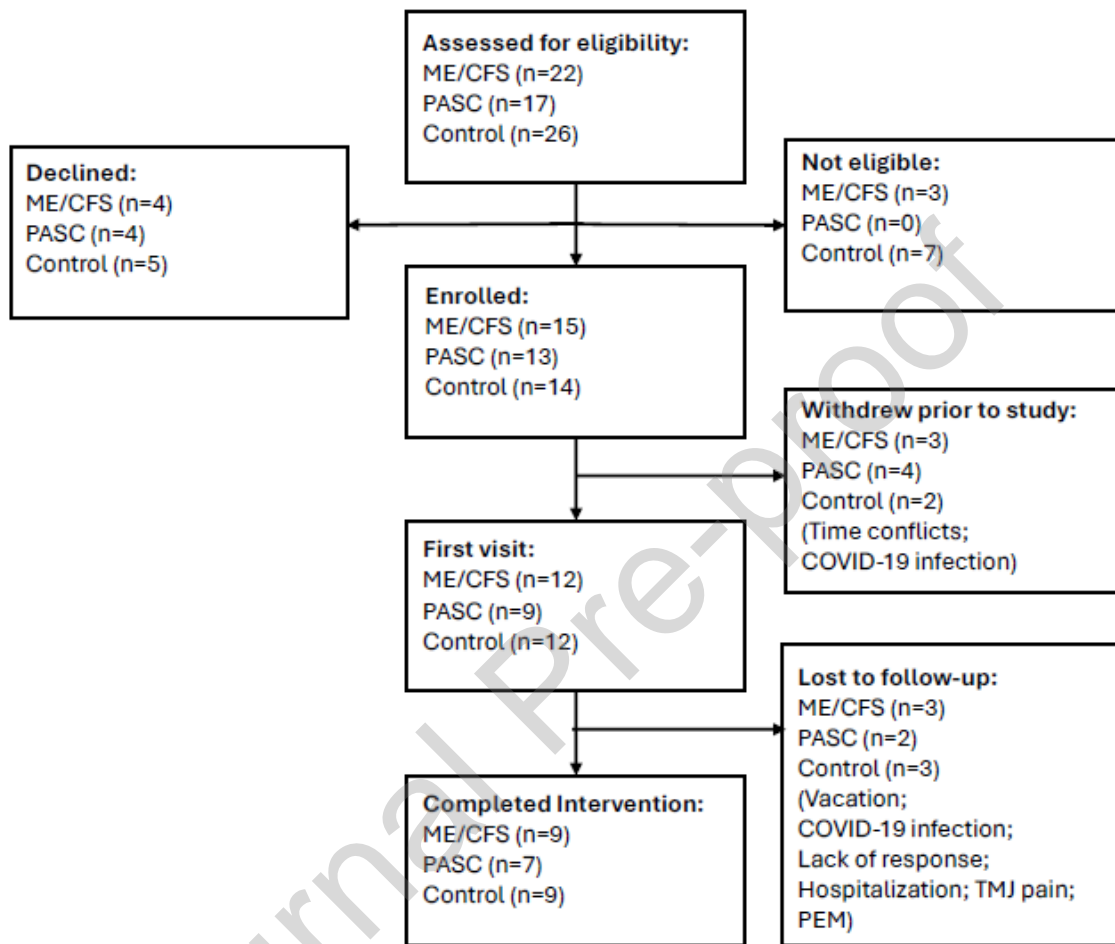 Assessed for eligibility:
ME/CFS (n=22)
PASC (n=17)
Control (n=26)
Declined:
ME/CFS (n=4)
PASC (n=4)
Control (n=5)
Not eligible:
ME/CFS (n=3)
PASC (n=0)
Control (n=7)
Enrolled:
ME/CFS (n=15)
PASC (n=13)
Control (n=14)
Withdrew prior to study:
ME/CFS (n=3)
PASC (n=4)
Control (n=2)
(Time conflicts;
COVID-19 infection)
First visit:
ME/CFS (n=12)
PASC (n=9)
Control (n=12)
Lost to follow-up:
ME/CFS (n=3)
PASC (n=2)
Control (n=3)
(Vacation;
COVID-19 infection;
Lack of response;
Hospitalization; TMJ pain;
PEM)
Completed Intervention:
ME/CFS (n=9)
PASC (n=7)
Control (n=9)
rnal Pre-proof